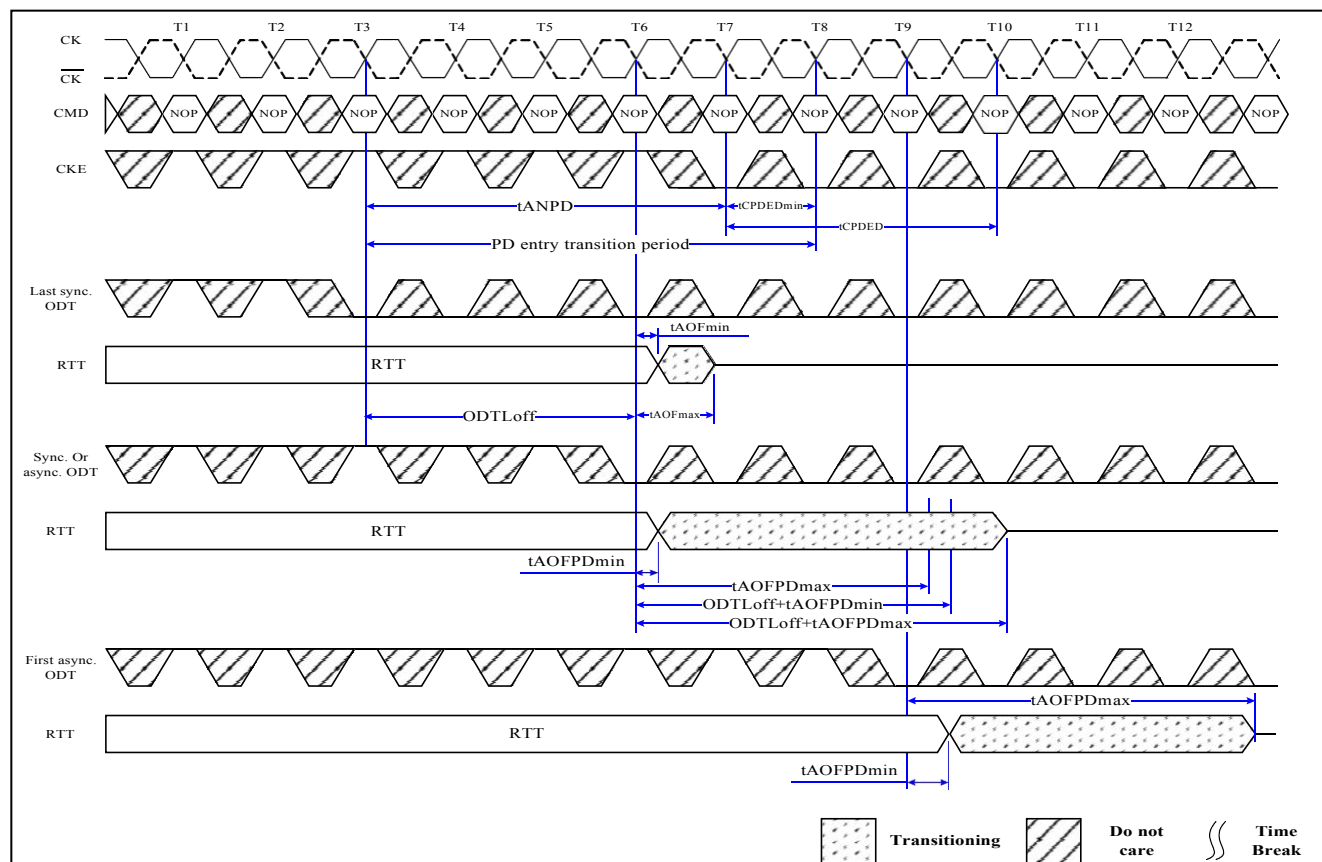 T1 T2 T3 T4 T5 T6 T7 T8 T9 T10 T11 T12
CK
CK
CMD NOP NOP NOP NOP NOP NOP NOP NOP NOP NOP NOP NOP NOP
CKE
tANPD tCPDEDmin
tCPDED
PD entry transition period
Last sync.
ODT
tAOFmin
RTT RTT
ODTLoff tAOFmax
Sync. Or
async. ODT
RTT RTT
tAOFPDmin
tAOFPDmax
ODTLoff+tAOFPDmin
ODTLoff+tAOFPDmax
First async.
ODT
tAOFPDmax
RTT RTT
tAOFPDmin
Transitioning
Do not
care
Time
Break